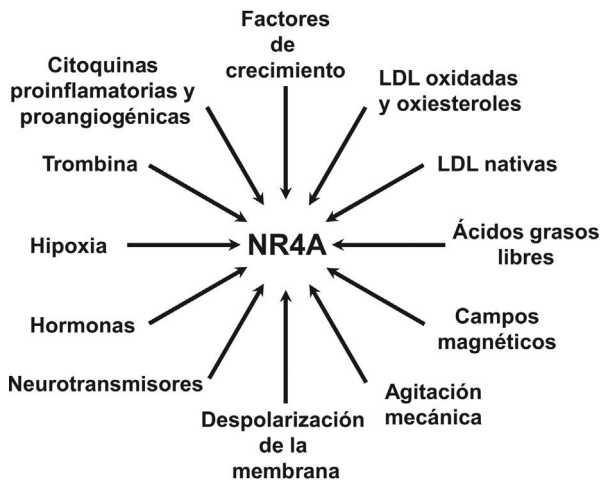 Factores
de
crecimiento
Citoquinas
proinflamatorias y
proangiogénicas
LDL oxidadas
y oxiesteroles
Trombina
LDL nativas
Hipoxia
NR4A
Ácidos grasos
libres
Hormonas
Campos
magnéticos
Neurotransmisores
Agitación
mecánica
Despolarización
de la
membrana